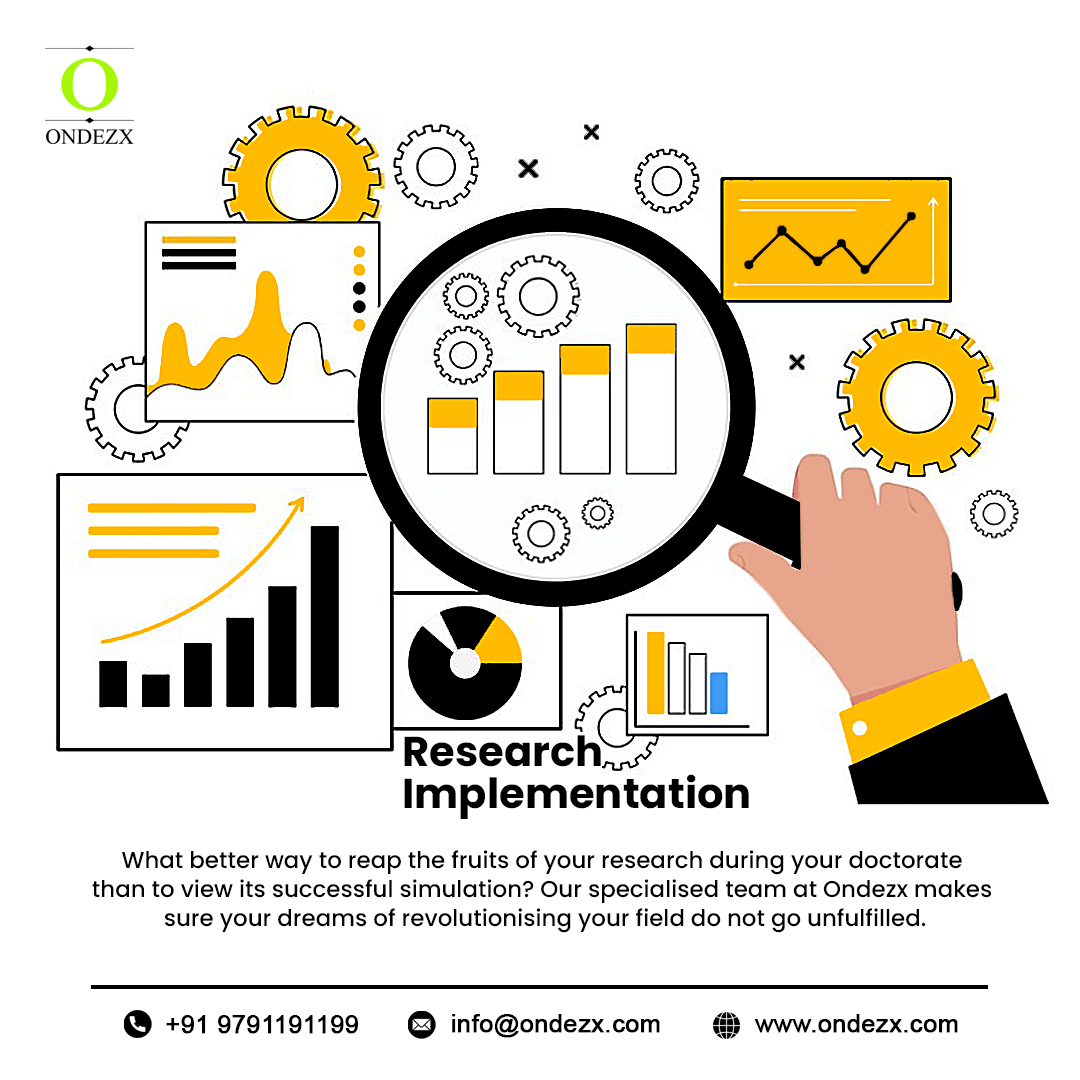 O
ONDEZX
Research
Implementation
What better way to reap the fruits of your research during your doctorate
than to view its successful simulation? Our specialised team at Ondezx makes
sure your dreams of revolutionising your field do not go unfulfilled.
+91 9791191199
info@ondezx.com
www.ondezx.com